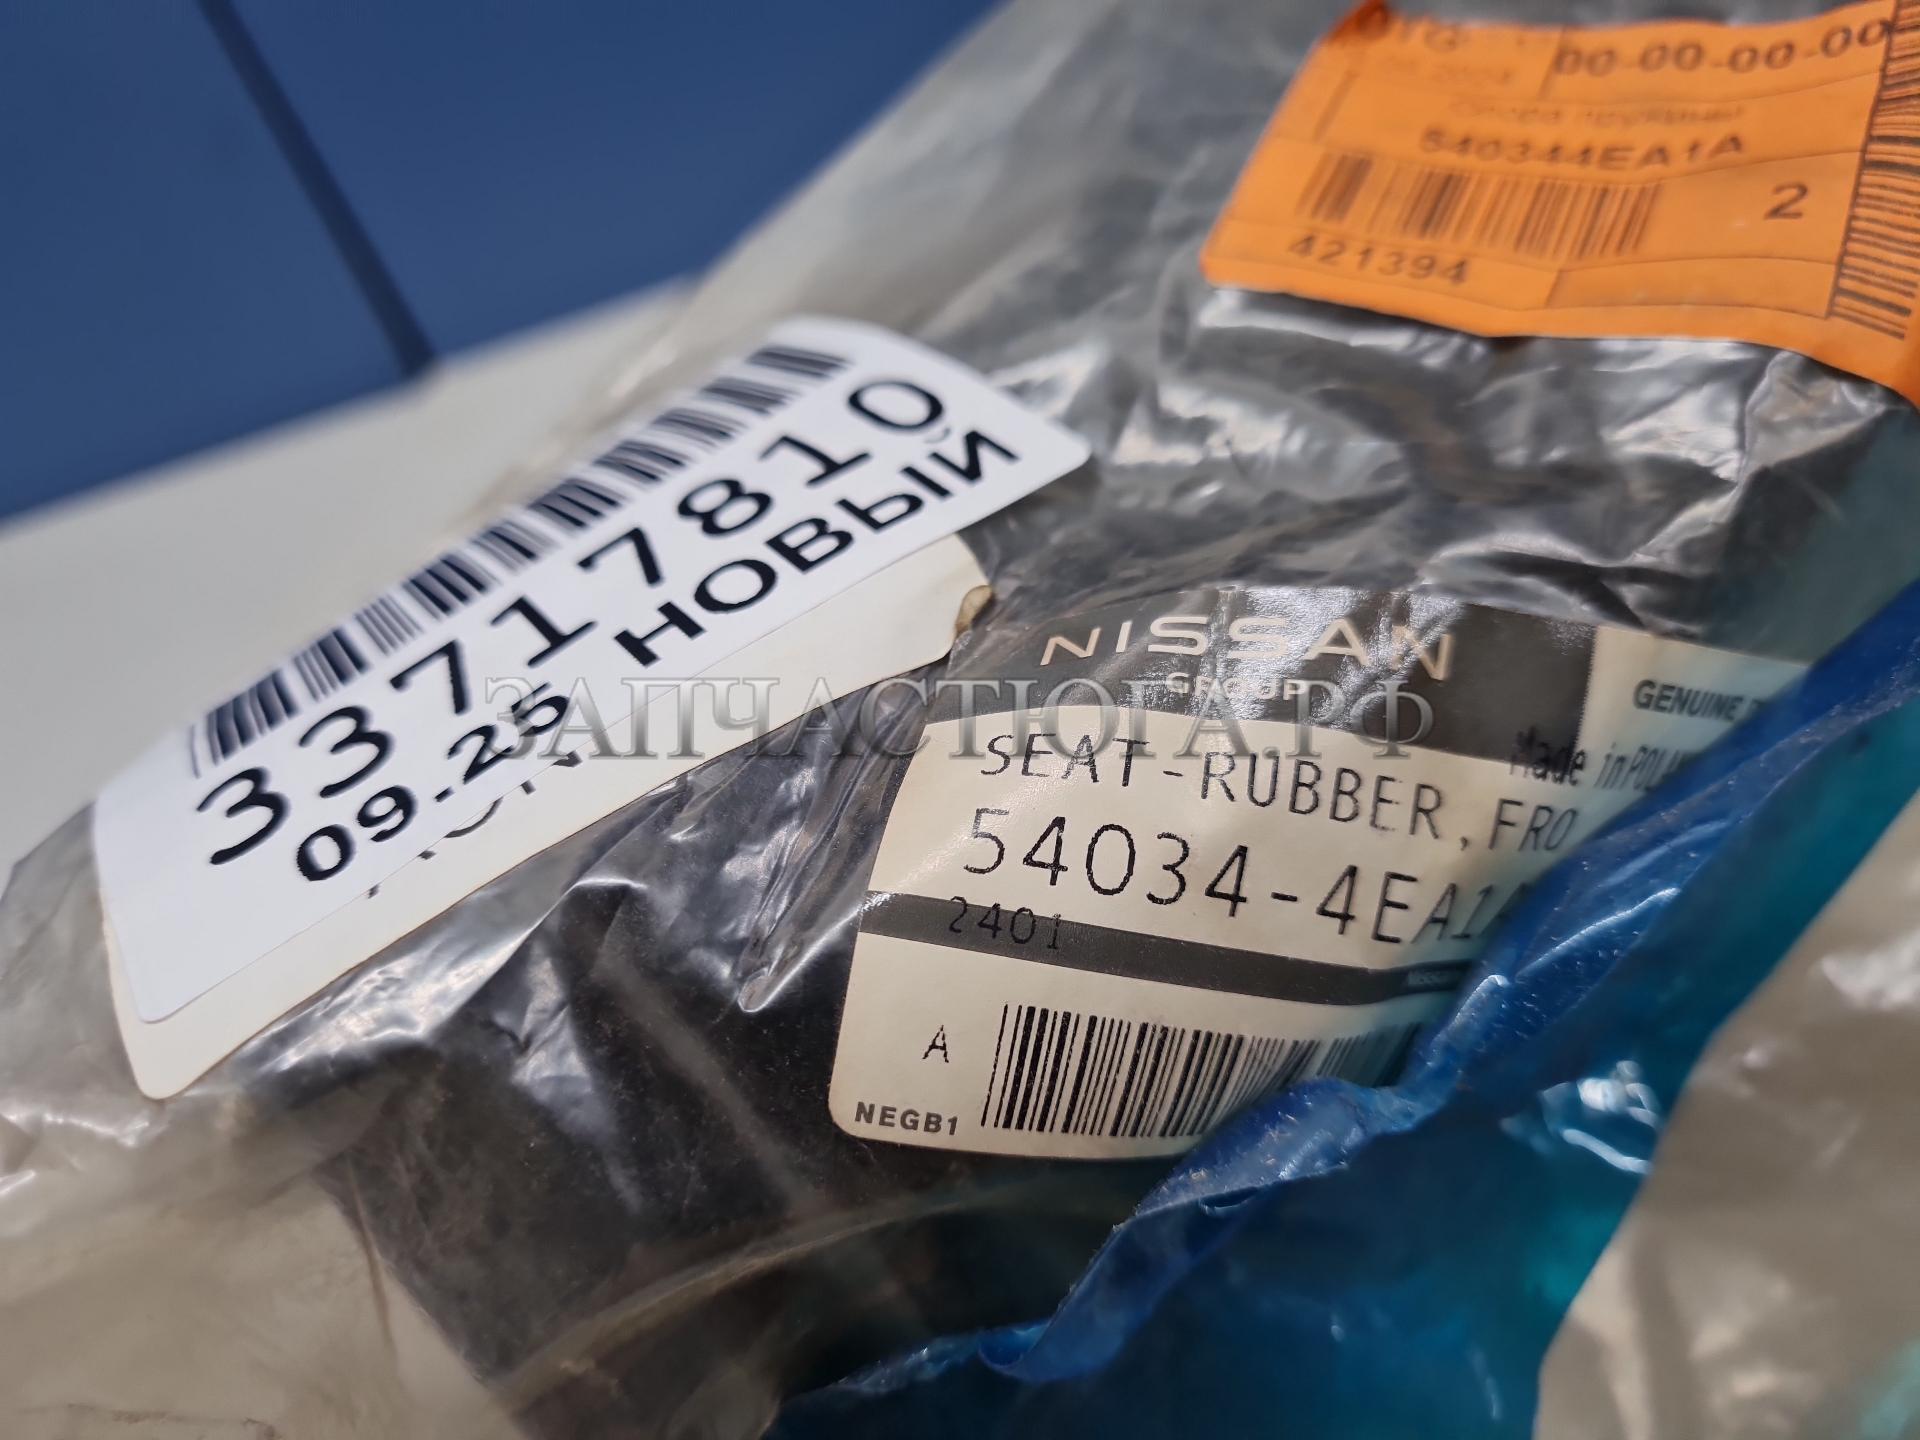 00-00-00-00
540344EA1A
2
421394
33717810
09-25 НОВЫЙ
NISSAN
GROUP
GENUINE
ЗАПЧАСТЮГА.РФ
Made in POL
SEAT-RUBBER, FRO
54034-4EA1A
2401
A
NEGB1